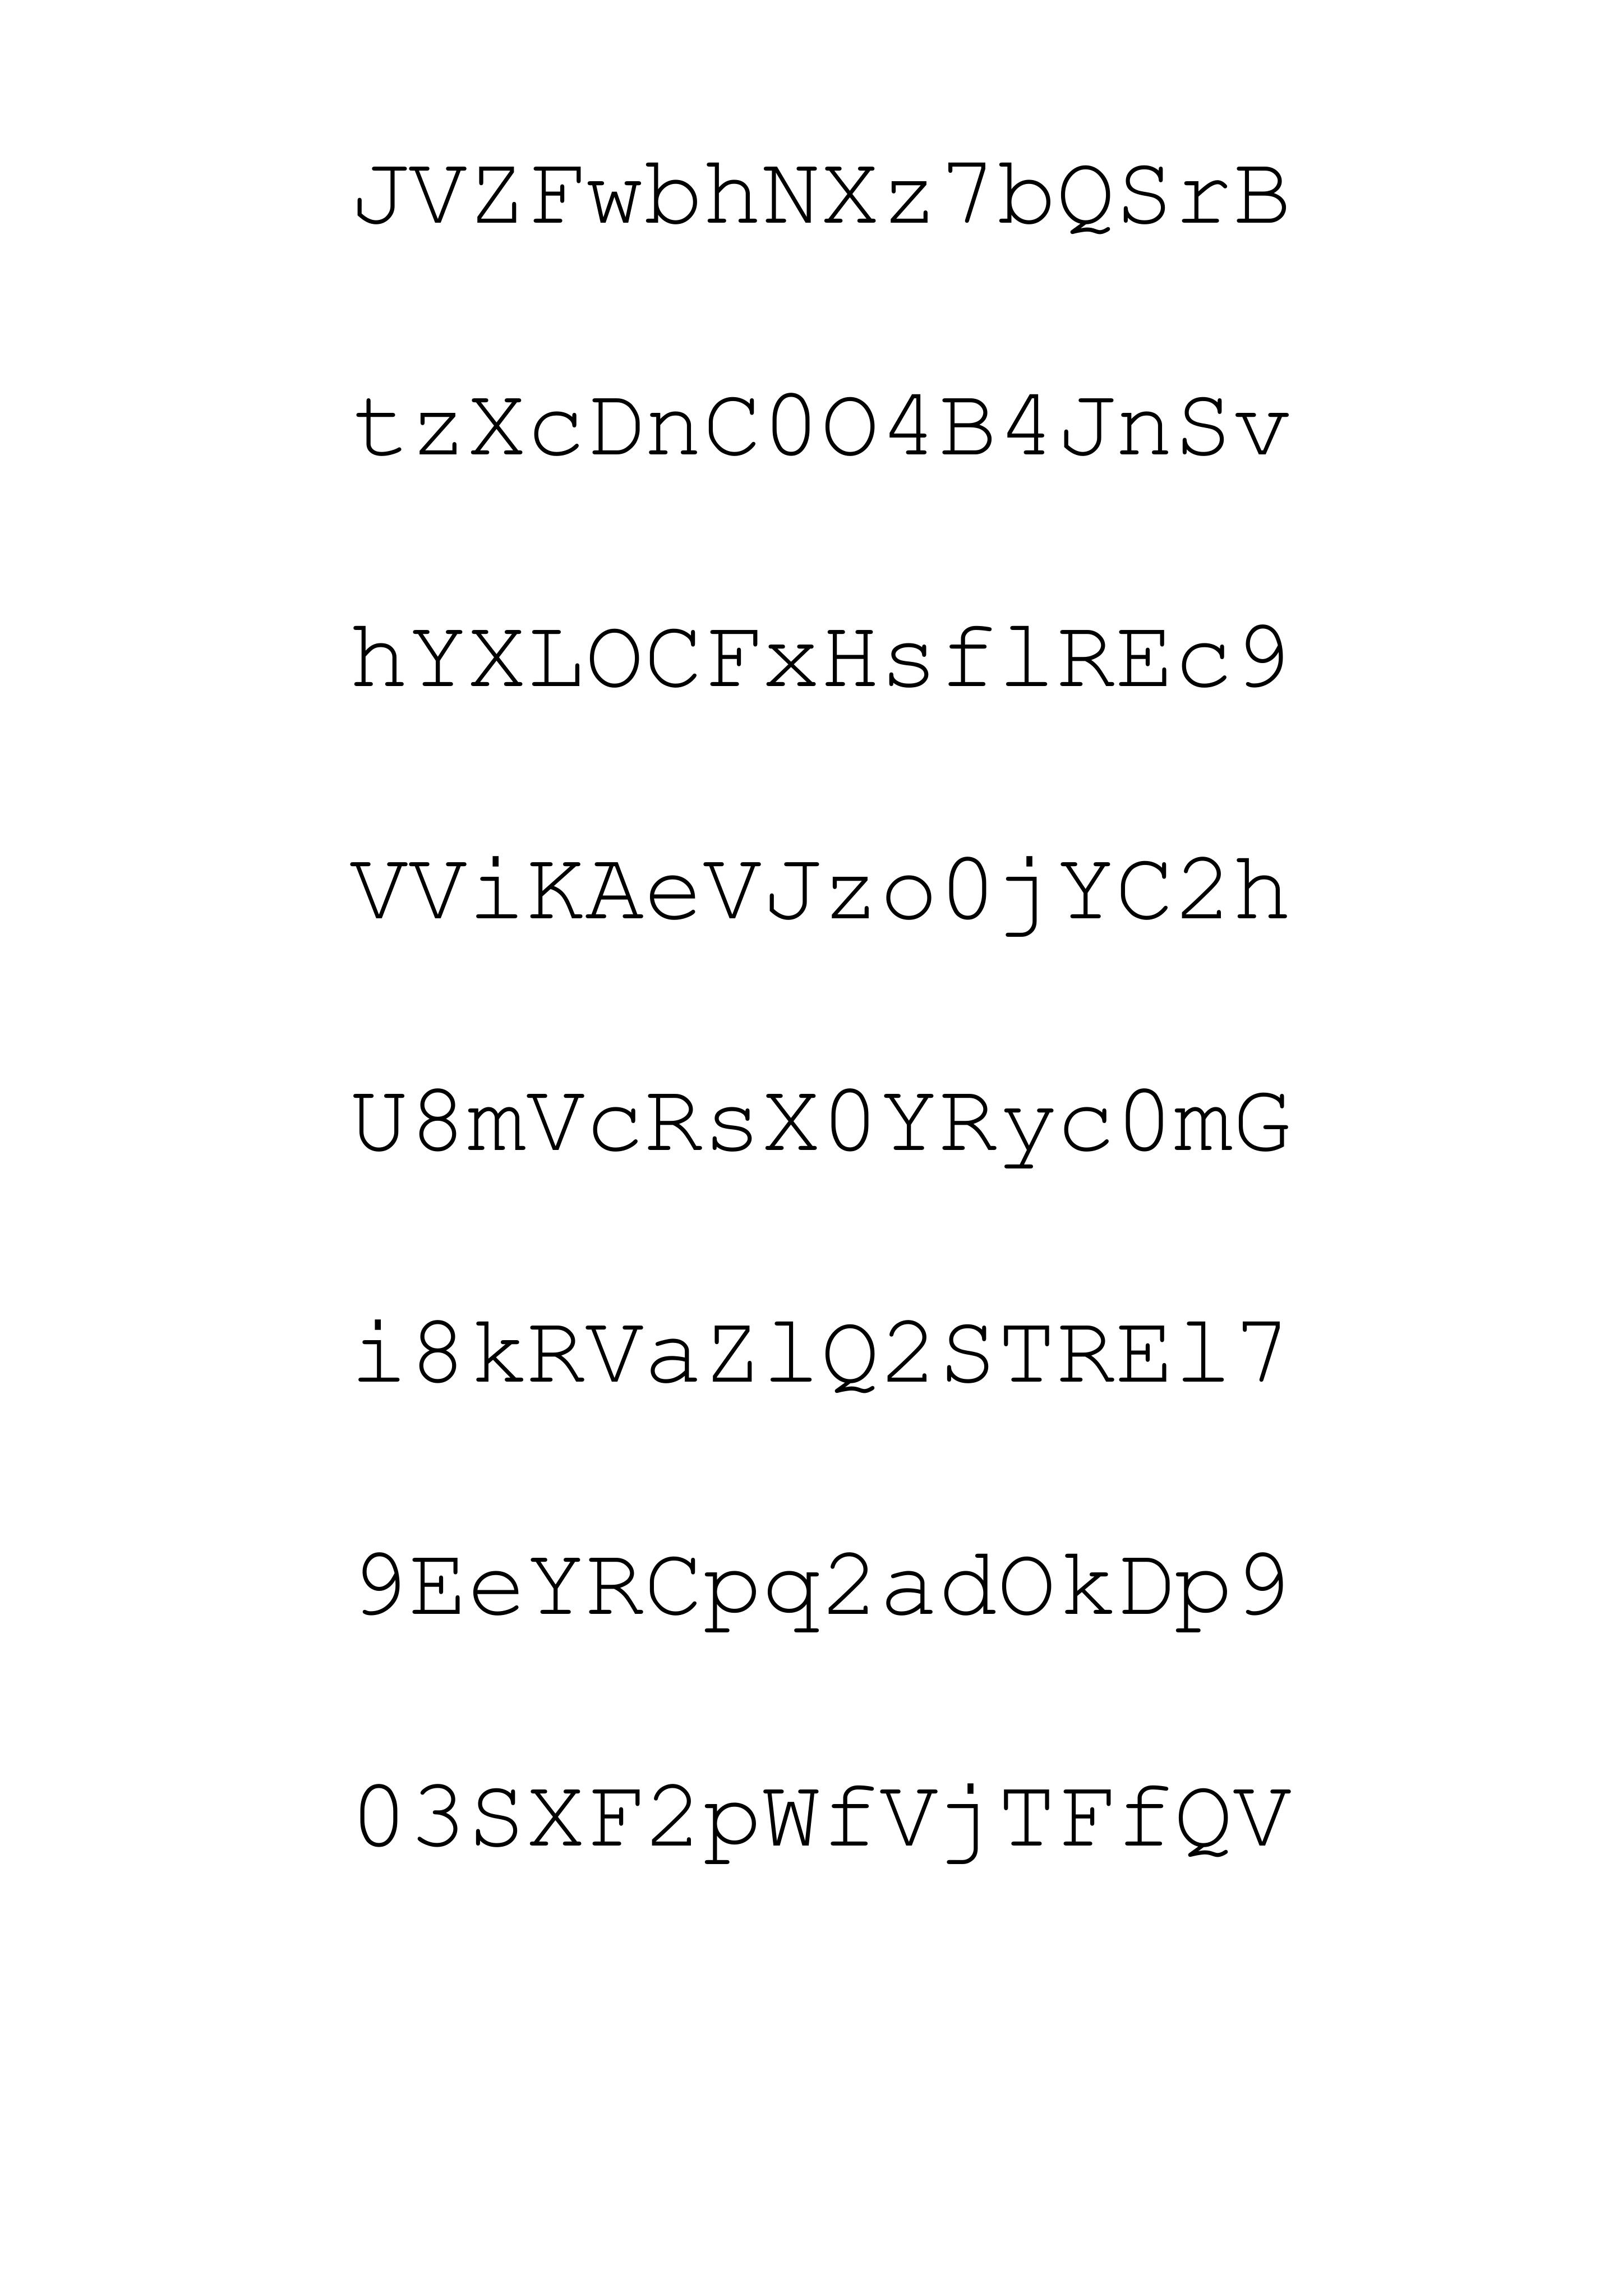 JVZFwbhNXz7bQSrB
tzXcDnC0O4B4JnSv
hYXLOCFxHsflREc9
VViKAeVJzo0jYC2h
U8mVcRsX0YRyc0mG
i8kRVaZlQ2STREl7
9EeYRCpq2adOkDp9
03SXF2pWfVjTFfQV